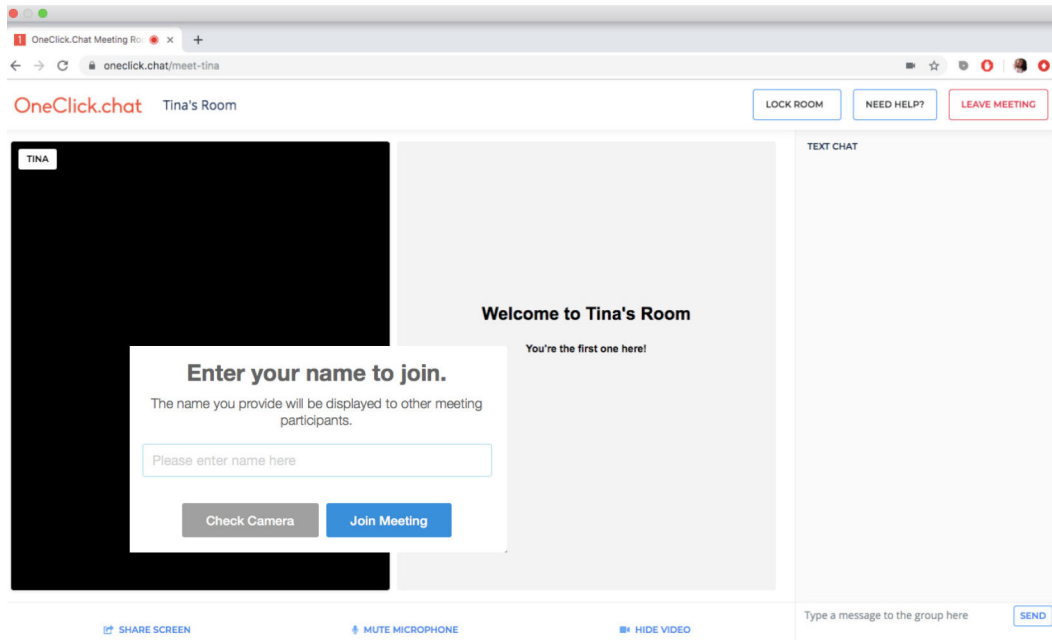 1 OneClick.Chat Meeting Ro
oneclick.chat/meet-tina
OneClick.chat Tina's Room
LOCK ROOM
NEED HELP?
LEAVE MEETING
TINA
TEXT CHAT
Welcome to Tina's Room
You're the first one here!
Enter your name to join.
The name you provide will be displayed to other meeting
participants.
Please enter name here
Check Camera
Join Meeting
SHARE SCREEN
MUTE MICROPHONE
HIDE VIDEO
Type a message to the group here
SEND